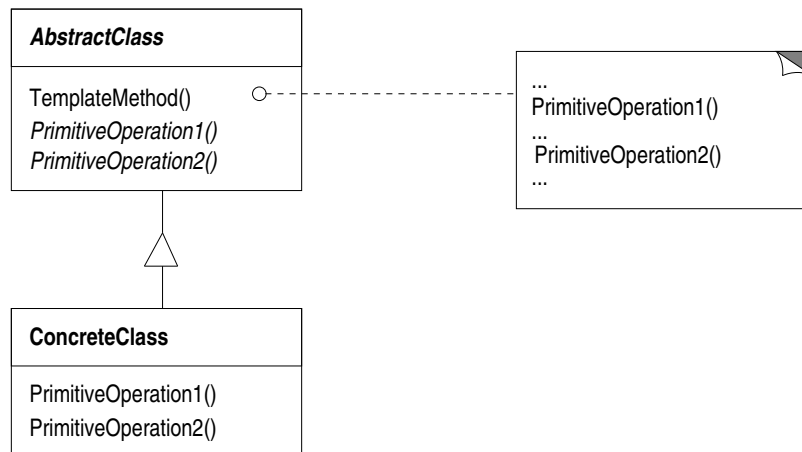 AbstractClass
TemplateMethod()
PrimitiveOperation1()
PrimitiveOperation2()
...
PrimitiveOperation1()
...
PrimitiveOperation2()
...
ConcreteClass
PrimitiveOperation1()
PrimitiveOperation2()